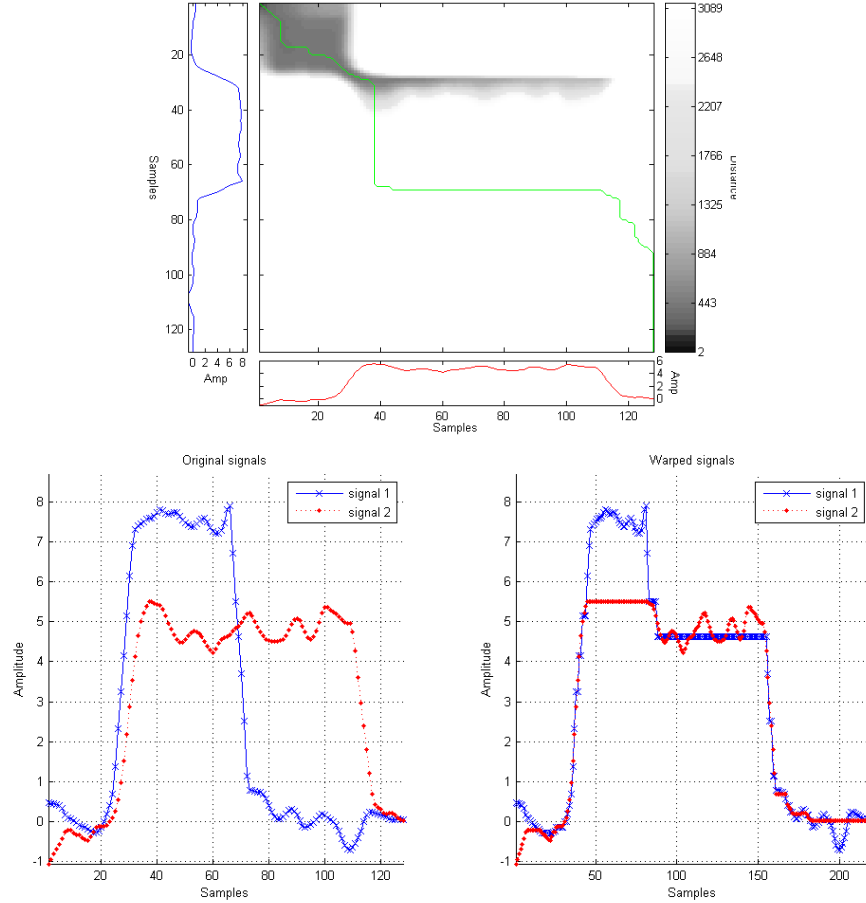 20
40
60
80
100
120
Samples
0 2 4 6 8
Amp
3089
2648
2207
1766
1325
884
443
2
Distance
6
4
2
0
Amp
20 40 60 80 100 120
Samples
Original signals
signal 1
signal 2
8
7
6
5
4
3
2
1
0
-1
Amplitude
20 40 60 80 100 120
Samples
Warped signals
signal 1
signal 2
8
7
6
5
4
3
2
1
0
-1
Amplitude
50 100 150 200
Samples